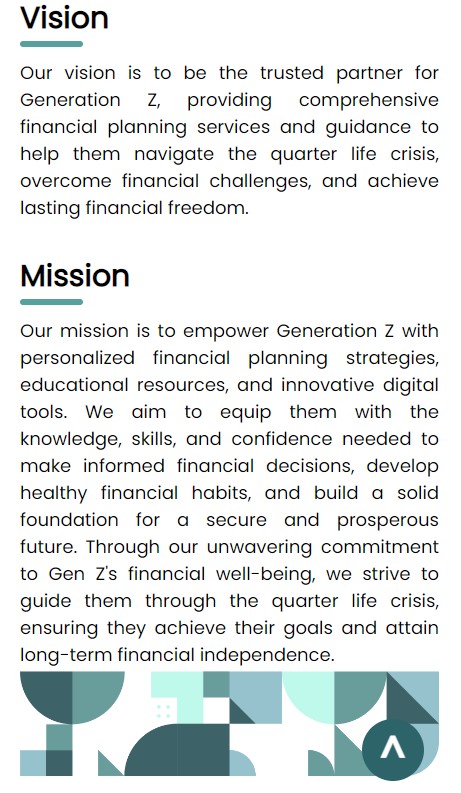 Vision
Our vision is to be the trusted partner for
Generation Z, providing comprehensive
financial planning services and guidance to
help them navigate the quarter life crisis,
overcome financial challenges, and achieve
lasting financial freedom.
Mission
Our mission is to empower Generation Z with
personalized financial planning strategies,
educational resources, and innovative digital
tools. We aim to equip them with the
knowledge, skills, and confidence needed to
make informed financial decisions, develop
healthy financial habits, and build a solid
foundation for a secure and prosperous
future. Through our unwavering commitment
to Gen Z's financial well-being, we strive to
guide them through the quarter life crisis,
ensuring they achieve their goals and attain
long-term financial independence.